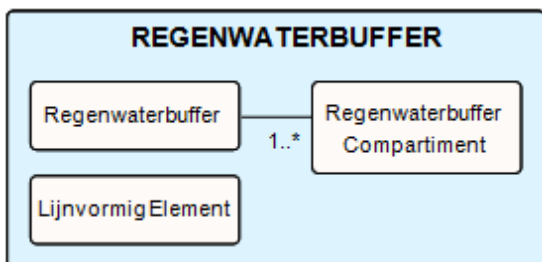 REGENWATERBUFFER
Regenwaterbuffer
1..*
Regenwaterbuffer
Compartiment
LijnvormigElement